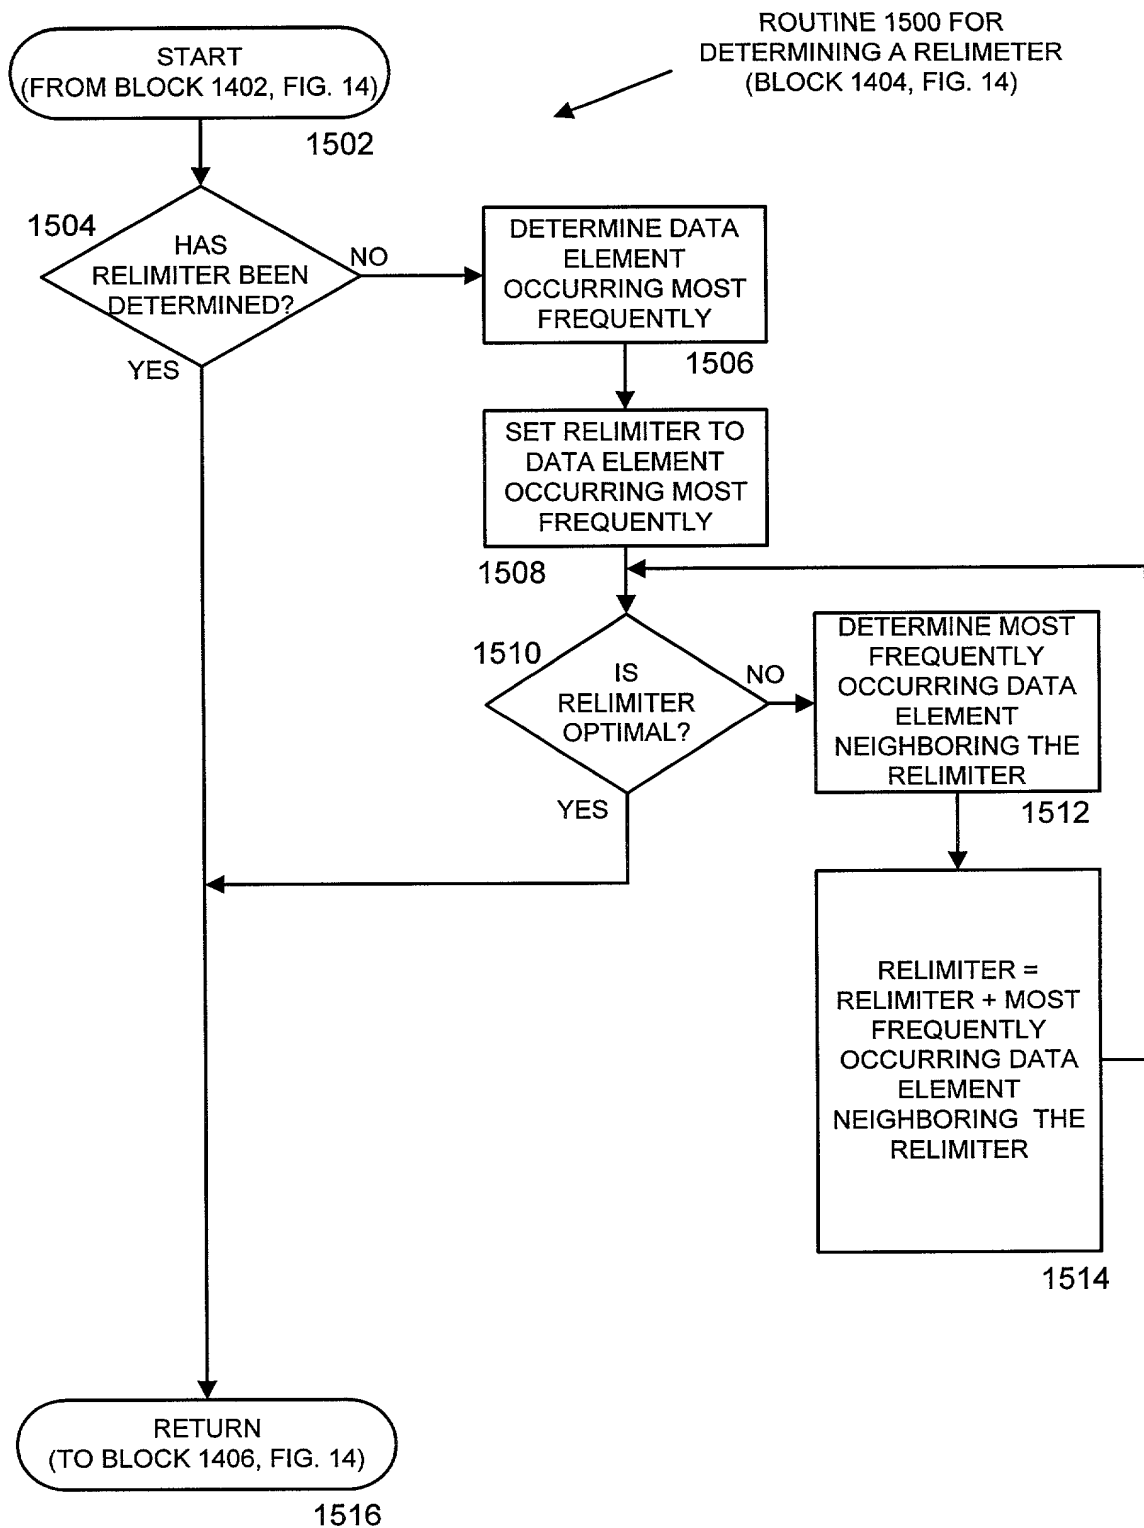 ROUTINE 1500 FOR
DETERMINING A RELIMETER
(BLOCK 1404, FIG. 14)
START
(FROM BLOCK 1402, FIG. 14)
1502
1504
HAS
RELIMITER BEEN
DETERMINED?
NO
YES
DETERMINE DATA
ELEMENT
OCCURRING MOST
FREQUENTLY
1506
SET RELIMITER TO
DATA ELEMENT
OCCURRING MOST
FREQUENTLY
1508
1510
IS
RELIMITER
OPTIMAL?
NO
YES
DETERMINE MOST
FREQUENTLY
OCCURRING DATA
ELEMENT
NEIGHBORING THE
RELIMITER
1512
RELIMITER =
RELIMITER + MOST
FREQUENTLY
OCCURRING DATA
ELEMENT
NEIGHBORING THE
RELIMITER
1514
RETURN
(TO BLOCK 1406, FIG. 14)
1516